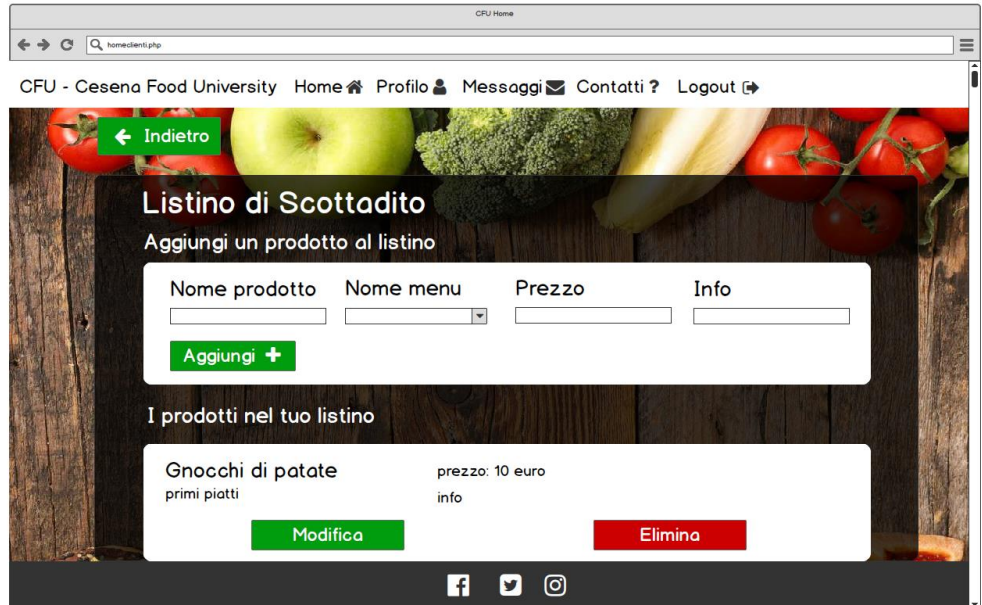 CFU Home
homeclienti.php
CFU - Cesena Food University Home Profilo Messaggi Contatti ? Logout
Indietro
Listino di Scottadito
Aggiungi un prodotto al listino
Nome prodotto Nome menu Prezzo Info
Aggiungi
I prodotti nel tuo listino
Gnocchi di patate prezzo: 10 euro
primi piatti info
Modifica Elimina